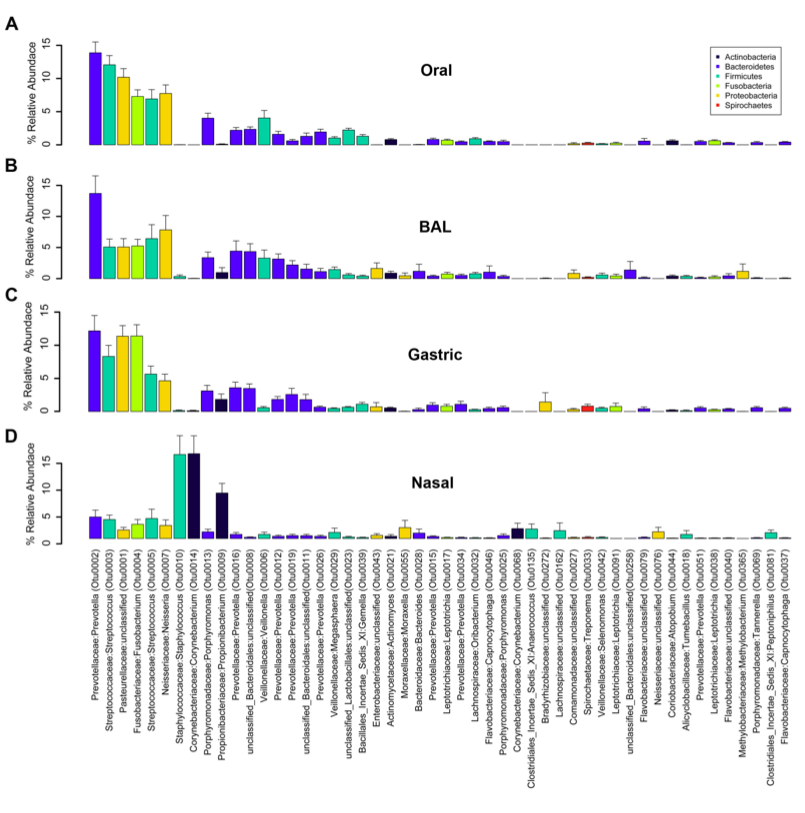 A
% Relative Abundace
0
5
10
15
Oral
Actinobacteria
Bacteroidetes
Firmicutes
Fusobacteria
Proteobacteria
Spirochaetes
B
% Relative Abundace
0
5
10
15
BAL
C
% Relative Abundace
0
5
10
15
Gastric
D
% Relative Abundace
0
5
10
15
Nasal
Prevotellaceae:Prevotella (Otu0002)
Streptococcaceae:Streptococcus (Otu0003)
Pasteurellaceae:unclassified (Otu0001)
Fusobacteriaceae:Fusobacterium (Otu0004)
Streptococcaceae:Streptococcus (Otu0005)
Neisseriaceae:Neisseria (Otu0007)
Staphylococcaceae:Staphylococcus (Otu0010)
Corynebacteriaceae:Corynebacterium (Otu0014)
Porphyromonadaceae:Porphyromonas (Otu0013)
Propionibacteriaceae:Propionibacterium (Otu0009)
Prevotellaceae:Prevotella (Otu0016)
unclassified_Bacteroidales:unclassified(Otu0008)
Veillonellaceae:Veillonella (Otu0006)
Prevotellaceae:Prevotella (Otu0012)
Prevotellaceae:Prevotella (Otu0019)
unclassified_Bacteroidales:unclassified(Otu0011)
Prevotellaceae:Prevotella (Otu0026)
Veillonellaceae:Megasphaera (Otu0029)
unclassified_Lactobacillales:unclassified(Otu0023)
Bacillales_Incertae_Sedis_XI:Gemella (Otu0039)
Enterobacteriaceae:unclassified (Otu0043)
Actinomycetaceae:Actinomyces (Otu0021)
Moraxellaceae:Moraxella (Otu0055)
Bacteroidaceae:Bacteroides (Otu0028)
Prevotellaceae:Prevotella (Otu0015)
Leptotrichiaceae:Leptotrichia (Otu0017)
Prevotellaceae:Prevotella (Otu0034)
Lachnospiraceae:Oribacterium (Otu0032)
Flavobacteriaceae:Capnocytophaga (Otu0046)
Porphyromonadaceae:Porphyromonas (Otu0025)
Corynebacteriaceae:Corynebacterium (Otu0068)
Clostridiales_Incertae_Sedis_XI:Anaerococcus (Otu0135)
Bradyrhizobiaceae:unclassified (Otu0272)
Lachnospiraceae:unclassified (Otu0162)
Comamonadaceae:unclassified (Otu0027)
Spirochaetaceae:Treponema (Otu0033)
Veillonellaceae:Selenomonas (Otu0042)
Leptotrichiaceae:Leptotrichia (Otu0091)
unclassified_Bacteroidales:unclassified(Otu0258)
Flavobacteriaceae:unclassified (Otu0079)
Neisseriaceae:unclassified (Otu0076)
Coriobacteriaceae:Atopobium (Otu0044)
Alicyclobacillaceae:Tumebacillus (Otu0018)
Prevotellaceae:Prevotella (Otu0051)
Leptotrichiaceae:Leptotrichia (Otu0038)
Flavobacteriaceae:unclassified (Otu0040)
Methylobacteriaceae:Methylobacterium (Otu0365)
Porphyromonadaceae:Tannerella (Otu0069)
Clostridiales_Incertae_Sedis_XI:Peptoniphilus (Otu0081)
Flavobacteriaceae:Capnocytophaga (Otu0037)